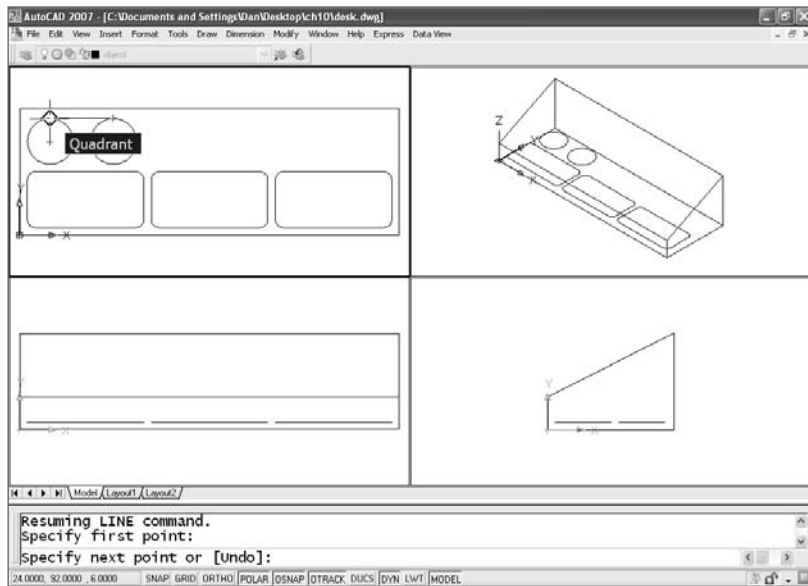 AutoCAD 2007 - [C:\Documents and Settings\Dan\Desktop\ch10\desk.dwg]
File Edit View Insert Format Tools Draw Dimension Modify Window Help Express Data View
object
Quadrant
Y
X
Z
Y
X
Y
X
Y
X
Model Layout1 Layout2
Resuming LINE command.
Specify first point:
Specify next point or [Undo]:
24.0000, 92.0000 , 6.0000 SNAP GRID ORTHO POLAR OSNAP OTRACK DUCS DYN LWT MODEL